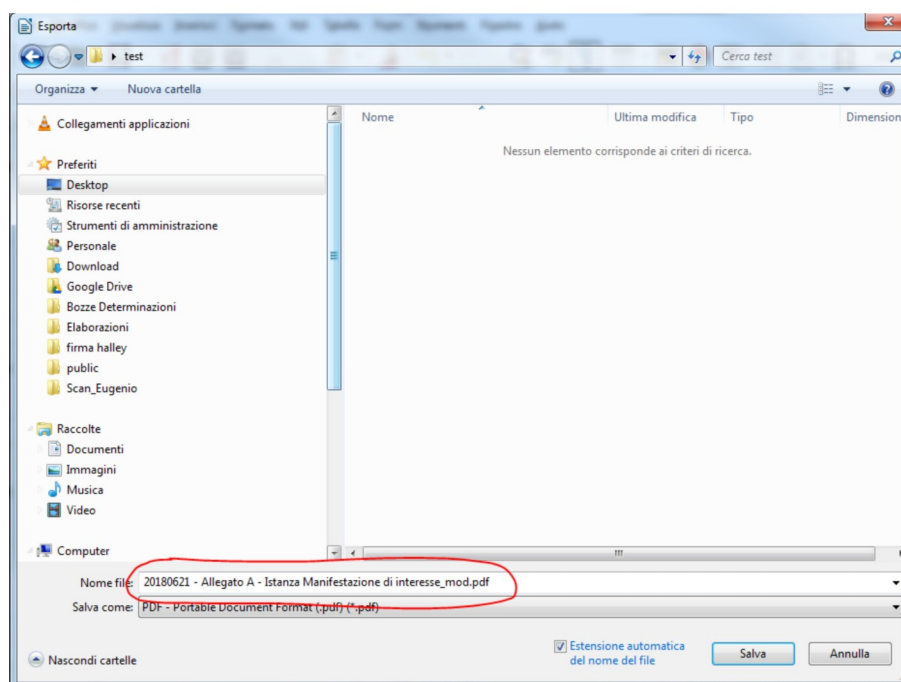 Esporta
test
Cerca test
Organizza
Nuova cartella
Collegamenti applicazioni
Preferiti
Desktop
Risorse recenti
Strumenti di amministrazione
Personale
Download
Google Drive
Bozze Determinazioni
Elaborazioni
firma halley
public
Scan_Eugenio
Raccolte
Documenti
Immagini
Musica
Video
Computer
Nome Ultima modifica Tipo Dimension
Nessun elemento corrisponde ai criteri di ricerca.
Nome file: 20180621 - Allegato A - Istanza Manifestazione di interesse_mod.pdf
Salva come: PDF - Portable Document Format (.pdf) (*.pdf)
Estensione automatica
del nome del file
Salva
Annulla
Nascondi cartelle